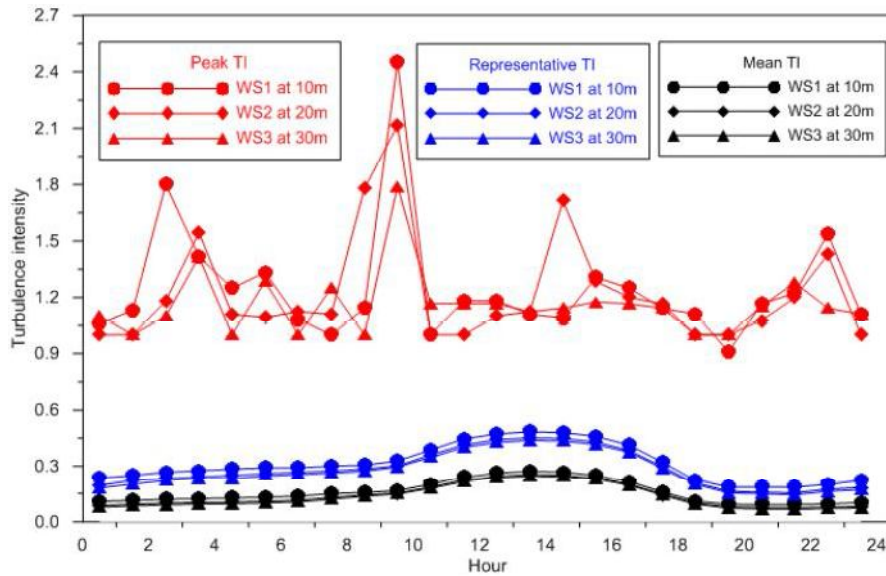 2.7
2.4
2.1
1.8
1.5
1.2
0.9
0.6
0.3
0.0
Turbulence intensity
Peak TI
WS1 at 10m
WS2 at 20m
WS3 at 30m
Representative TI
WS1 at 10m
WS2 at 20m
WS3 at 30m
Mean TI
WS1 at 10m
WS2 at 20m
WS3 at 30m
0 2 4 6 8 10 12 14 16 18 20 22 24
Hour